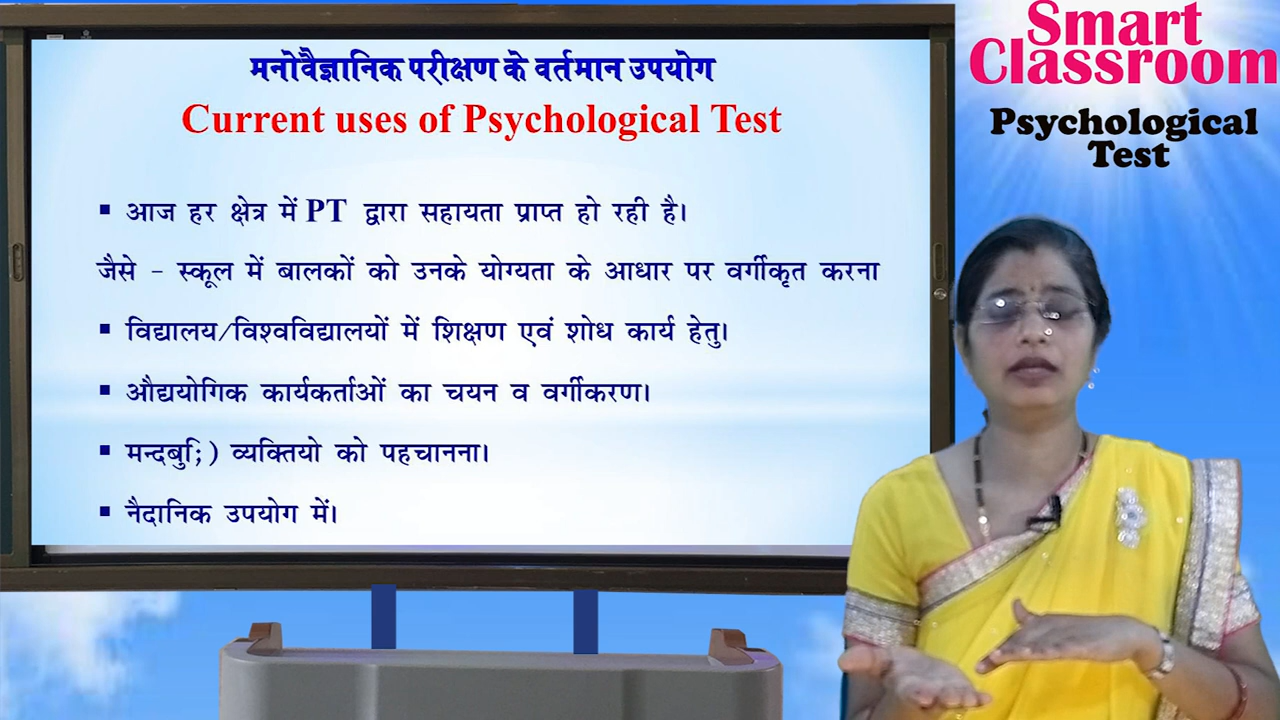 मनोवैज्ञानिक परीक्षण के वर्तमान उपयोग
Current uses of Psychological Test
▪ आज हर क्षेत्र में PT द्वारा सहायता प्राप्त हो रही है।
जैसे - स्कूल में बालकों को उनके योग्यता के आधार पर वर्गीकृत करना
▪ विद्यालय/विश्वविद्यालयों में शिक्षण एवं शोध कार्य हेतु।
▪ औद्ययोगिक कार्यकर्ताओं का चयन व वर्गीकरण।
▪ मन्दबुि;) व्यक्तियो को पहचानना।
▪ नैदानिक उपयोग में।
Smart
Classroom
Psychological
Test